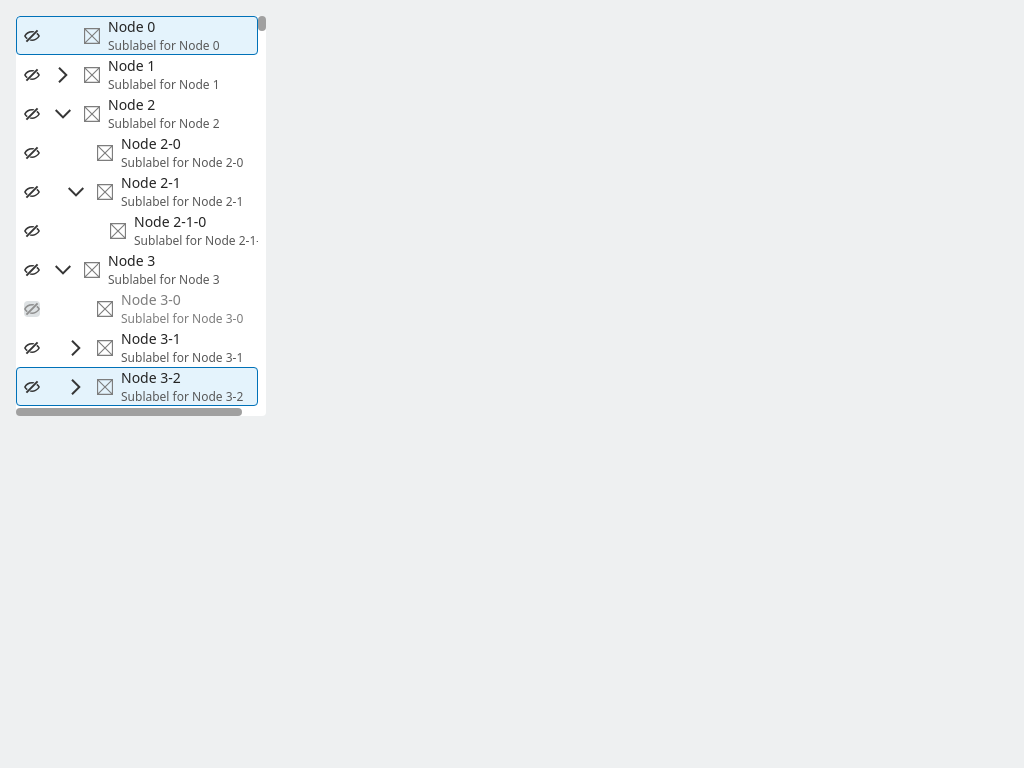 Node 0
Sublabel for Node 0
Node 1
Sublabel for Node 1
Node 2
Sublabel for Node 2
Node 2-0
Sublabel for Node 2-0
Node 2-1
Sublabel for Node 2-1
Node 2-1-0
Sublabel for Node 2-1-
Node 3
Sublabel for Node 3
Node 3-0
Sublabel for Node 3-0
Node 3-1
Sublabel for Node 3-1
Node 3-2
Sublabel for Node 3-2